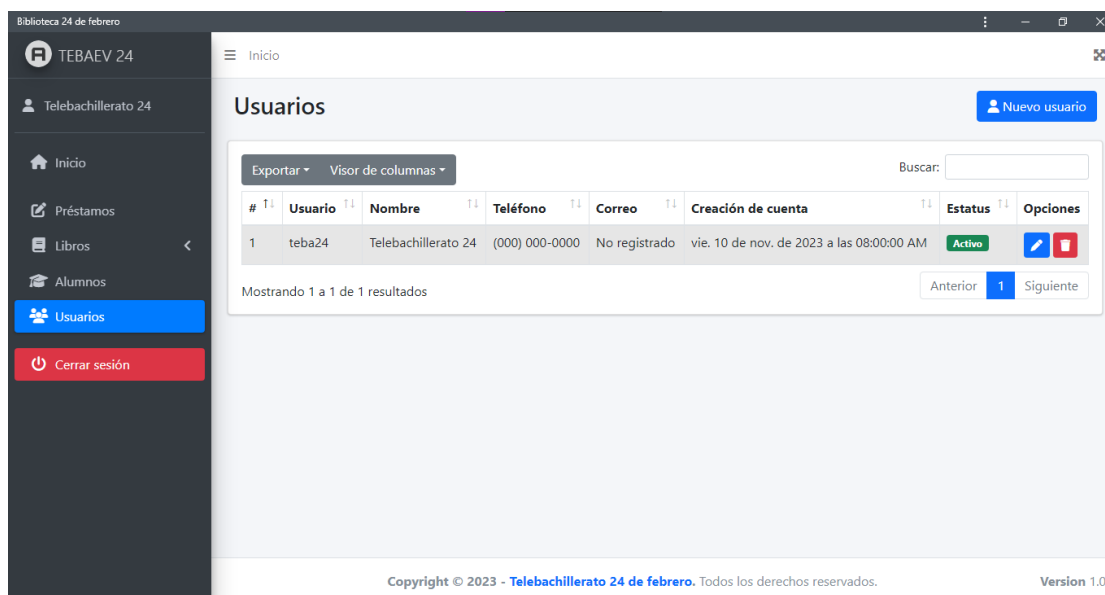 Biblioteca 24 de febrero
TEBAEV 24
Inicio
Telebachillerato 24
Usuarios
Nuevo usuario
Inicio
Préstamos
Libros
Alumnos
Usuarios
Cerrar sesión
Exportar Visor de columnas
Buscar:
# Usuario Nombre Teléfono Correo Creación de cuenta Estatus Opciones
1 teba24 Telebachillerato 24 (000) 000-0000 No registrado vie. 10 de nov. de 2023 a las 08:00:00 AM Activo
Mostrando 1 a 1 de 1 resultados
Anterior 1 Siguiente
Copyright © 2023 - Telebachillerato 24 de febrero. Todos los derechos reservados.
Version 1.0